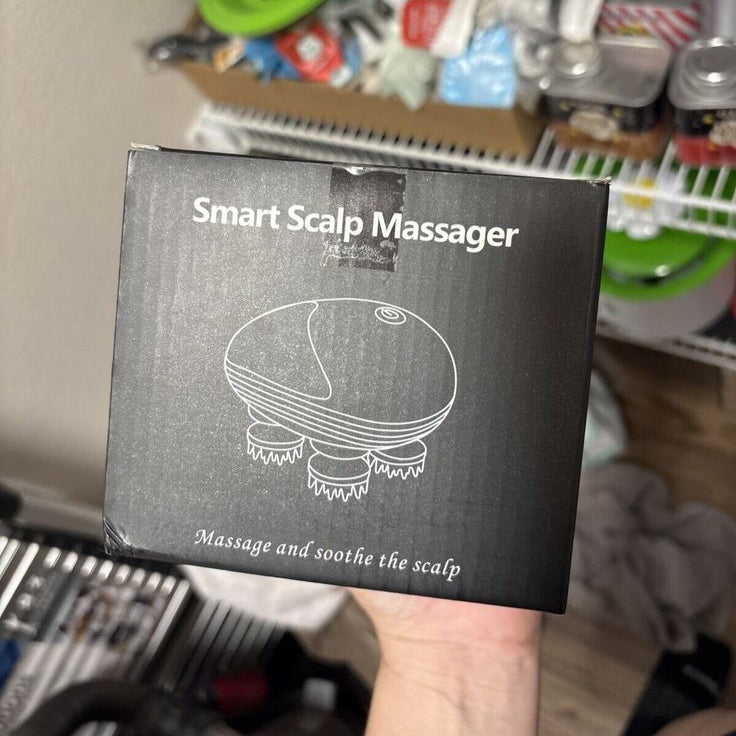 Smart Scalp Massager
Massage and soothe the scalp